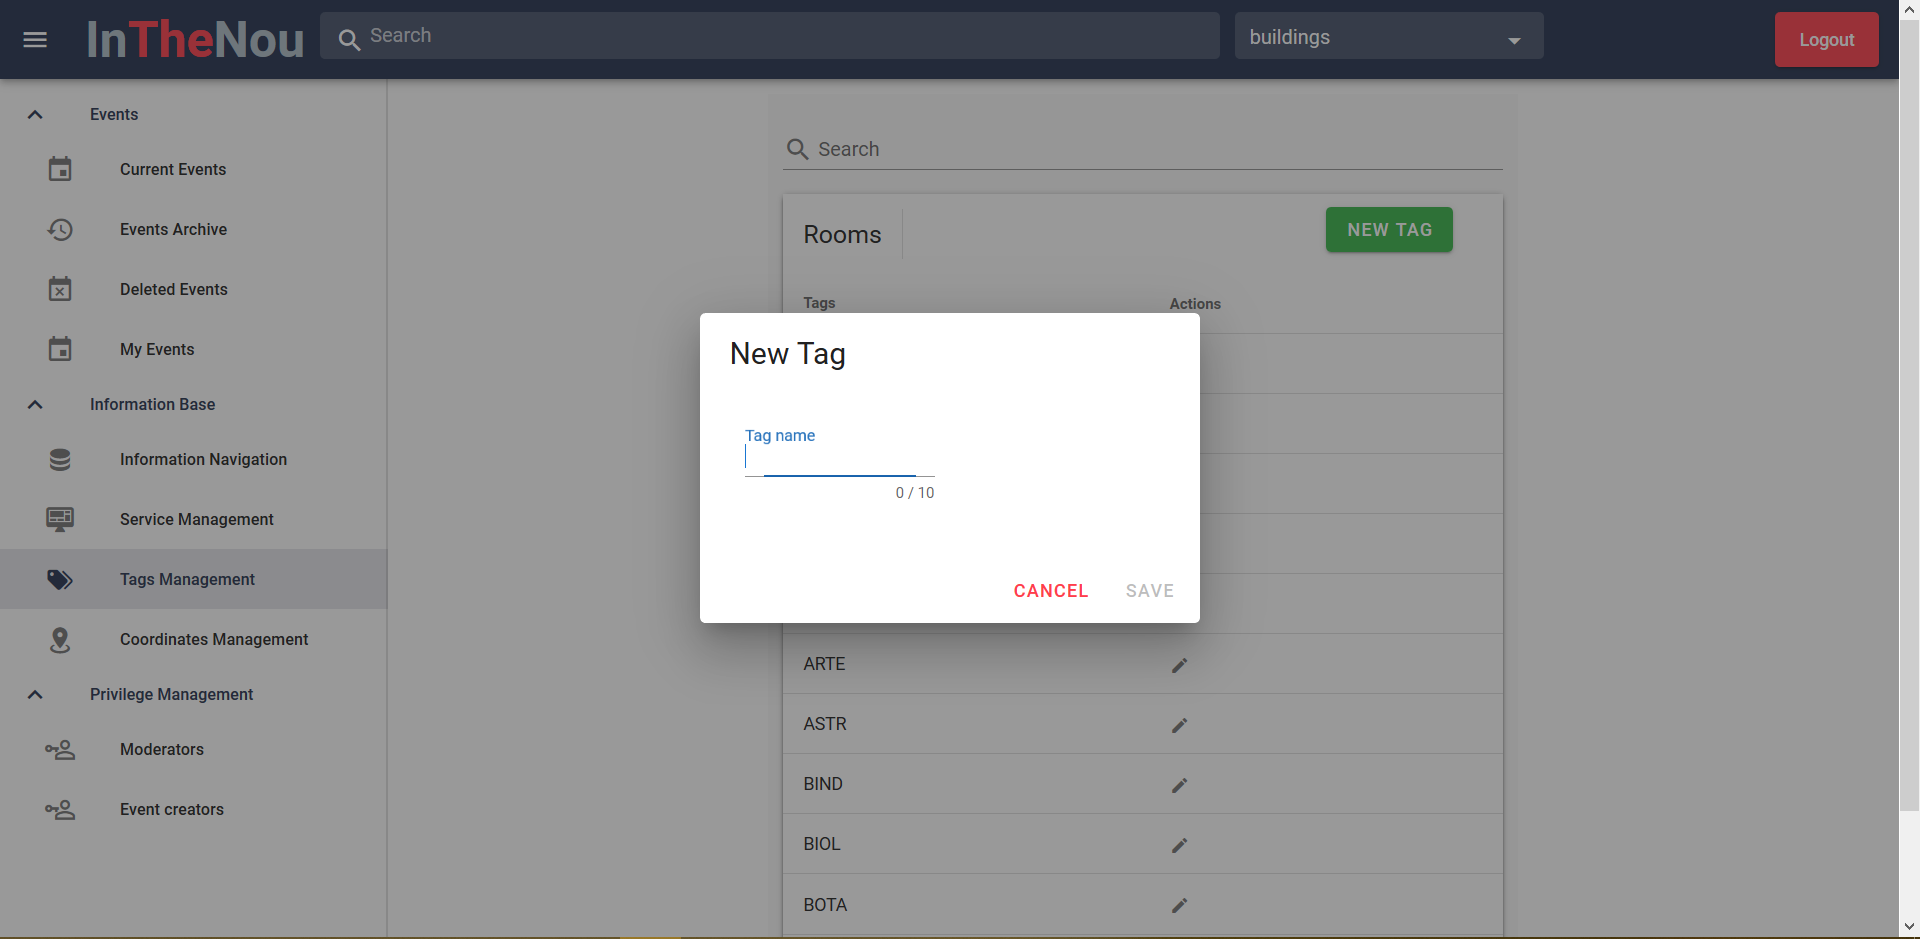 InTheNou
Search
buildings
Logout
Events
Current Events
Events Archive
Deleted Events
My Events
Information Base
Information Navigation
Service Management
Tags Management
Coordinates Management
Privilege Management
Moderators
Event creators
Search
Rooms
NEW TAG
Tags
Actions
New Tag
Tag name
0 / 10
CANCEL
SAVE
ARTE
ASTR
BIND
BIOL
BOTA